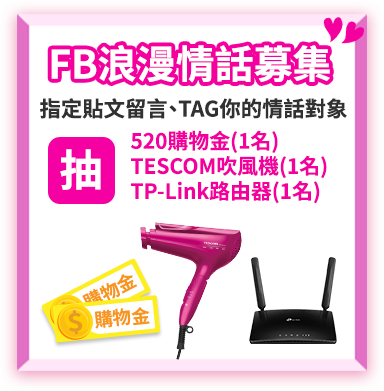 FB浪漫情話募集
指定貼文留言、TAG你的情話對象
抽
520購物金(1名)
TESCOM吹風機(1名)
TP-Link路由器(1名)
TESCOM
購物金
$購物金